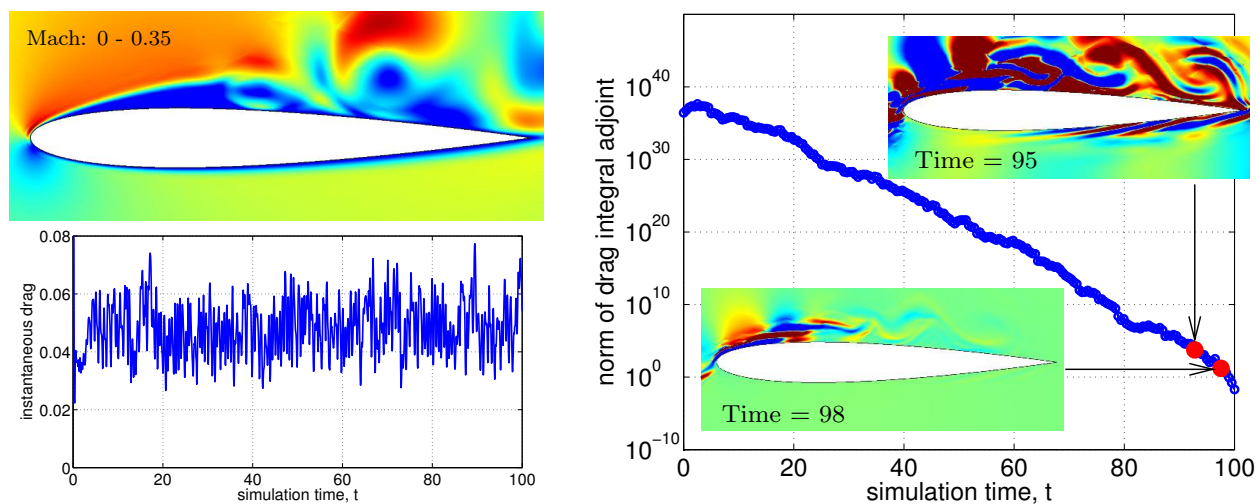 Mach: 0 - 0.35
0.08
0.06
0.04
0.02
0
0 20 40 60 80 100
instantaneous drag
simulation time, t
norm of drag integral adjoint
10^40
10^30
10^20
10^10
10^0
10^-10
0 20 40 60 80 100
simulation time, t
Time = 95
Time = 98